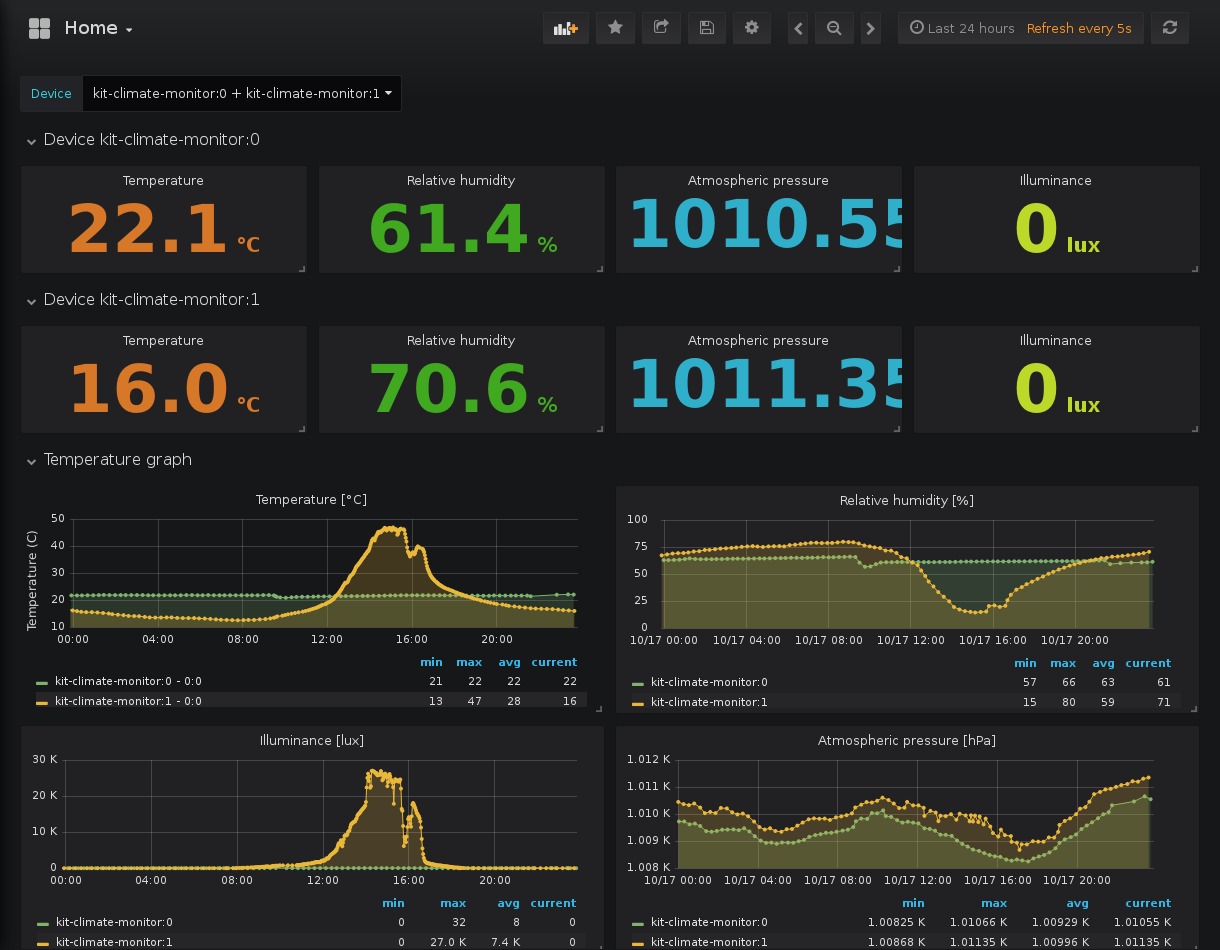 Home
Last 24 hours Refresh every 5s
Device kit-climate-monitor:0 + kit-climate-monitor:1
Device kit-climate-monitor:0
Temperature Relative humidity Atmospheric pressure Illuminance
22.1 °C 61.4 % 1010.55 0 lux
Device kit-climate-monitor:1
Temperature Relative humidity Atmospheric pressure Illuminance
16.0 °C 70.6 % 1011.35 0 lux
Temperature graph
Temperature [°C]
Temperature (C)
50
40
30
20
10
00:00 04:00 08:00 12:00 16:00 20:00
min max avg current
kit-climate-monitor:0 - 0:0 21 22 22 22
kit-climate-monitor:1 - 0:0 13 47 28 16
Relative humidity [%]
100
75
50
25
0
10/17 00:00 10/17 04:00 10/17 08:00 10/17 12:00 10/17 16:00 10/17 20:00
min max avg current
kit-climate-monitor:0 57 66 63 61
kit-climate-monitor:1 15 80 59 71
Illuminance [lux]
30 K
20 K
10 K
0
00:00 04:00 08:00 12:00 16:00 20:00
min max avg current
kit-climate-monitor:0 0 32 8 0
kit-climate-monitor:1 0 27.0 K 7.4 K 0
Atmospheric pressure [hPa]
1.012 K
1.011 K
1.010 K
1.009 K
1.008 K
10/17 00:00 10/17 04:00 10/17 08:00 10/17 12:00 10/17 16:00 10/17 20:00
min max avg current
kit-climate-monitor:0 1.00825 K 1.01066 K 1.00929 K 1.01055 K
kit-climate-monitor:1 1.00868 K 1.01135 K 1.00996 K 1.01135 K